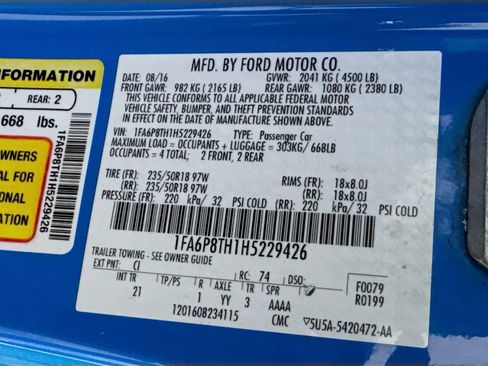 NFORMATION
REAR: 2
668 lbs.
1FA6P8TH1H5229426
WNERS
FOR
ONAL
ION
MFD. BY FORD MOTOR CO.
DATE: 08/16 GVWR: 2041 KG ( 4500 LB)
FRONT GAWR: 982 KG ( 2165 LB) REAR GAWR: 1080 KG ( 2380 LB)
THIS VEHICLE CONFORMS TO ALL APPLICABLE FEDERAL MOTOR
VEHICLE SAFETY, BUMPER, AND THEFT PREVENTION STANDARDS
IN EFFECT ON THE DATE OF MANUFACTURE SHOWN ABOVE.
VIN: 1FA6P8TH1H5229426 TYPE: Passenger Car
MAXIMUM LOAD = OCCUPANTS + LUGGAGE = 303KG/668LB
OCCUPANTS = 4 TOTAL; 2 FRONT, 2 REAR
TIRE (FR): 235/50R18 97W RIMS (FR): 18x8.0J
(RR): 235/50R18 97W (RR): 18x8.0J
(FR): 220 kPa/ 32 PSI COLD (RR): 220 kPa/ 32 PSI COLD
1FA6P8TH1H5229426
TRAILER TOWING - SEE OWNER GUIDE
EXT PNT: CI RC: 74 DSO: F0079
INT TR TP/PS R AXLE TR SPR R0199
21 1 YY 3 AAAA
1201608234115 CMC 5U5A-5420472-AA